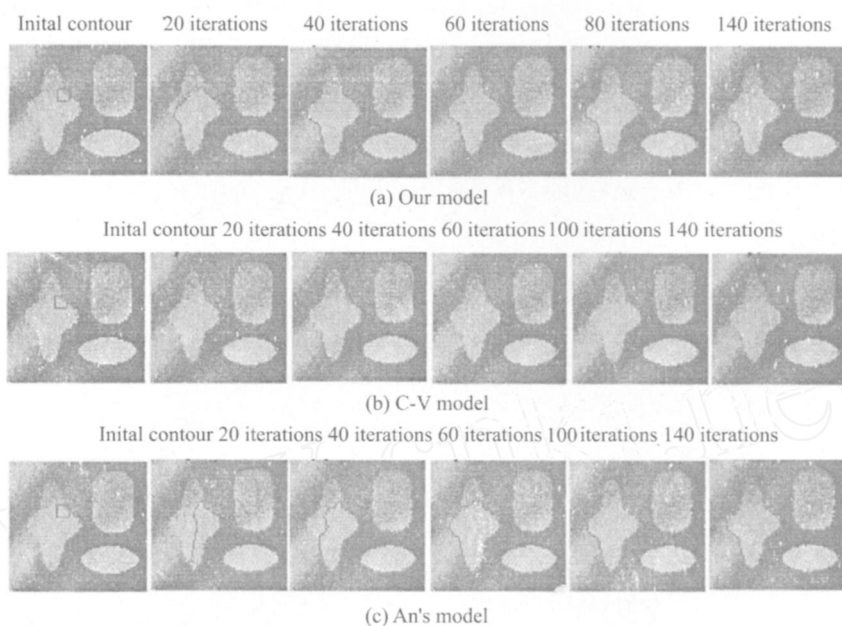 Inital contour 20 iterations 40 iterations 60 iterations 80 iterations 140 iterations
(a) Our model
Inital contour 20 iterations 40 iterations 60 iterations 100 iterations 140 iterations
(b) C-V model
Inital contour 20 iterations 40 iterations 60 iterations 100 iterations 140 iterations
(c) An's model